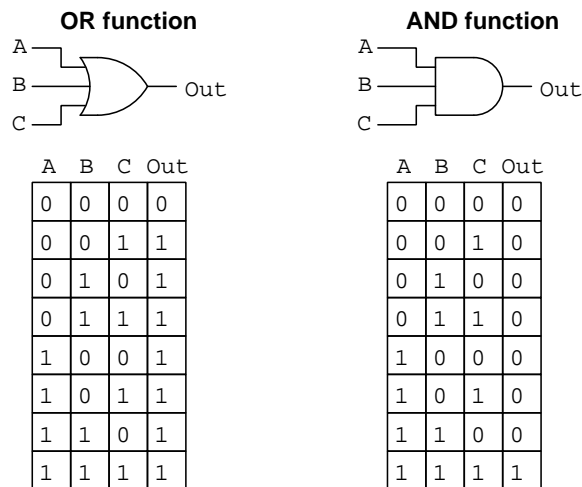 OR function
A
B
C
Out
A B C Out
0 0 0 0
0 0 1 1
0 1 0 1
0 1 1 1
1 0 0 1
1 0 1 1
1 1 0 1
1 1 1 1
AND function
A
B
C
Out
A B C Out
0 0 0 0
0 0 1 0
0 1 0 0
0 1 1 0
1 0 0 0
1 0 1 0
1 1 0 0
1 1 1 1